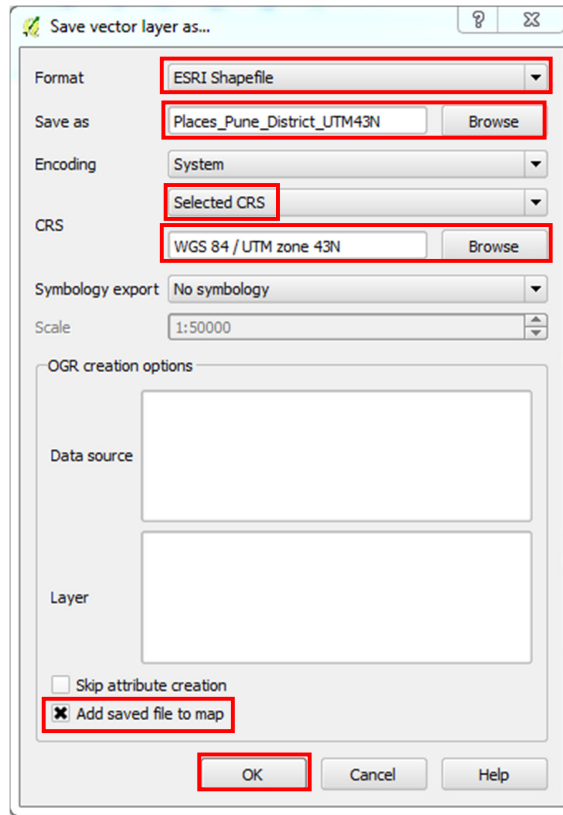 Save vector layer as...
?
Format ESRI Shapefile
Save as Places_Pune_District_UTM43N Browse
Encoding System
Selected CRS
CRS
WGS 84 / UTM zone 43N Browse
Symbology export No symbology
Scale 1:50000
OGR creation options
Data source
Layer
Skip attribute creation
Add saved file to map
OK Cancel Help